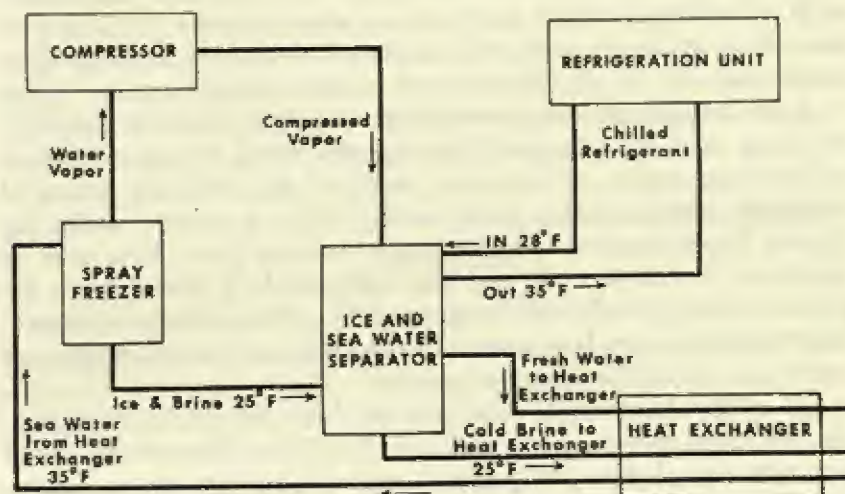 COMPRESSOR
REFRIGERATION UNIT
Compressed
Vapor
Chilled
Refrigerant
Water
Vapor
IN 28°F
SPRAY
FREEZER
Out 35°F
ICE AND
SEA WATER
SEPARATOR
Fresh Water
to Heat
Exchanger
Ice & Brine 25°F
Sea Water
from Heat
Exchanger
35°F
Cold Brine to
Heat Exchanger
25°F
HEAT EXCHANGER